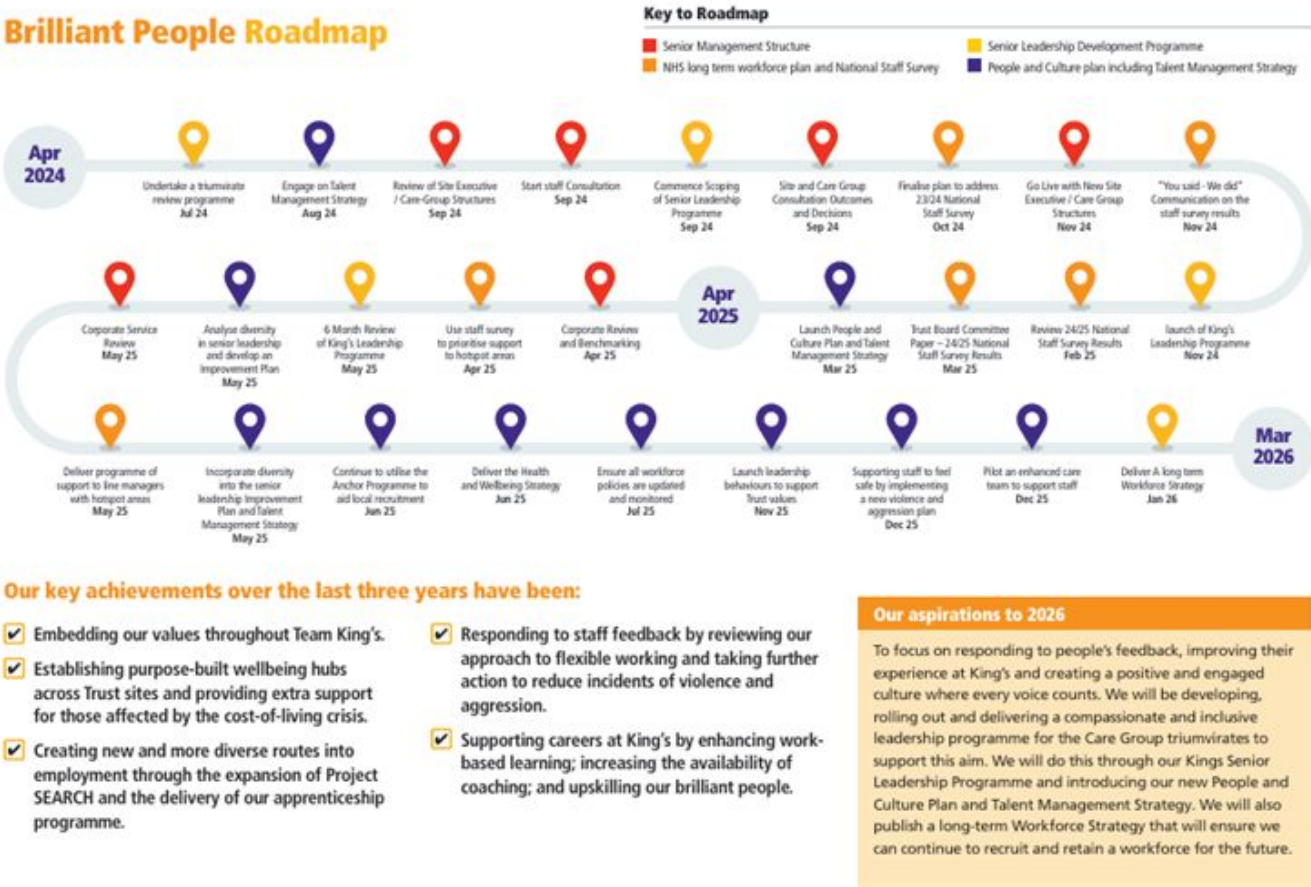 Brilliant People Roadmap
Key to Roadmap
Senior Management Structure
Senior Leadership Development Programme
NHS long term workforce plan and National Staff Survey
People and Culture plan including Talent Management Strategy
Apr
2024
Undertake a triumvirate
review programme
Jul 24
Engage on Talent
Management Strategy
Aug 24
Review of Site Executive
/ Care-Group Structures
Sep 24
Start staff Consultation
Sep 24
Commence Scoping
of Senior Leadership
Programme
Sep 24
Site and Care Group
Consultation Outcomes
and Decisions
Sep 24
Finalise plan to address
23/24 National
Staff Survey
Oct 24
Go Live with New Site
Executive / Care Group
Structures
Nov 24
"You said - We did"
Communication on the
staff survey results
Nov 24
Corporate Service
Review
May 25
Analyse diversity
in senior leadership
and develop an
Improvement Plan
May 25
6 Month Review
of King's Leadership
Programme
May 25
Use staff survey
to prioritise support
to hotspot areas
Apr 25
Corporate Review
and Benchmarking
Apr 25
Apr
2025
Launch People and
Culture Plan and Talent
Management Strategy
Mar 25
Trust Board Committee
Paper – 24/25 National
Staff Survey Results
Mar 25
Review 24/25 National
Staff Survey Results
Feb 25
launch of King's
Leadership Programme
Nov 24
Deliver programme of
support to line managers
with hotspot areas
May 25
Incorporate diversity
into the senior
leadership Improvement
Plan and Talent
Management Strategy
May 25
Continue to utilise the
Anchor Programme to
aid local recruitment
Jun 25
Deliver the Health
and Wellbeing Strategy
Jun 25
Ensure all workforce
policies are updated
and monitored
Jul 25
Launch leadership
behaviours to support
Trust values
Nov 25
Supporting staff to feel
safe by implementing
a new violence and
aggression plan
Dec 25
Pilot an enhanced care
team to support staff
Dec 25
Deliver A long term
Workforce Strategy
Jan 26
Mar
2026
Our key achievements over the last three years have been:
Embedding our values throughout Team King's.
Establishing purpose-built wellbeing hubs
across Trust sites and providing extra support
for those affected by the cost-of-living crisis.
Creating new and more diverse routes into
employment through the expansion of Project
SEARCH and the delivery of our apprenticeship
programme.
Responding to staff feedback by reviewing our
approach to flexible working and taking further
action to reduce incidents of violence and
aggression.
Supporting careers at King's by enhancing work-
based learning; increasing the availability of
coaching; and upskilling our brilliant people.
Our aspirations to 2026
To focus on responding to people's feedback, improving their
experience at King's and creating a positive and engaged
culture where every voice counts. We will be developing,
rolling out and delivering a compassionate and inclusive
leadership programme for the Care Group triumvirates to
support this aim. We will do this through our Kings Senior
Leadership Programme and introducing our new People and
Culture Plan and Talent Management Strategy. We will also
publish a long-term Workforce Strategy that will ensure we
can continue to recruit and retain a workforce for the future.